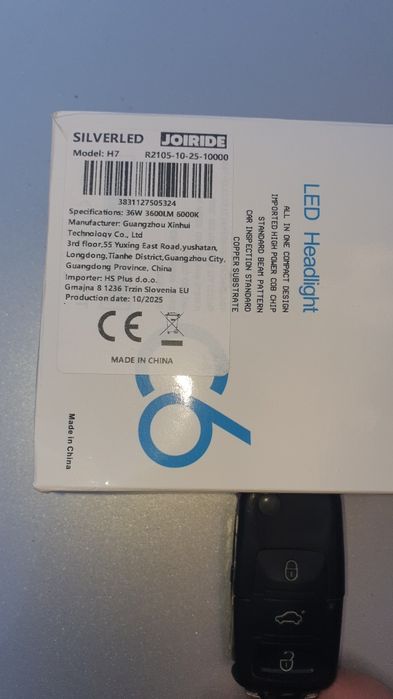 SILVERLED JOIRIDE
Model: H7 R2105-10-25-10000
3831127505324
Specifications: 36W 3600LM 6000K
Manufacturer: Guangzhou Xinhui
Technology Co., Ltd
3rd floor,55 Yuxing East Road,yushatan,
Longdong,Tianhe District,Guangzhou City,
Guangdong Province, China
Importer: HS Plus d.o.o.
Gmajna 8 1236 Trzin Slovenia EU
Production date: 10/2025
CE
MADE IN CHINA
LED Headlight
ALL IN ONE COMPACT DESIGN
IMPORTED HIGH POWER COB CHIP
STANDARD BEAM PATTERN
CAR INSPECTION STANDARD
COPPER SUBSTRATE
C6
Made in China